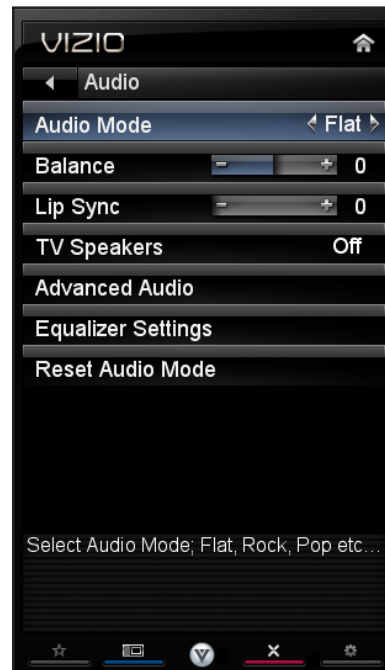 VIZIO
Audio
Audio Mode Flat
Balance - + 0
Lip Sync - + 0
TV Speakers Off
Advanced Audio
Equalizer Settings
Reset Audio Mode
Select Audio Mode; Flat, Rock, Pop etc...
V